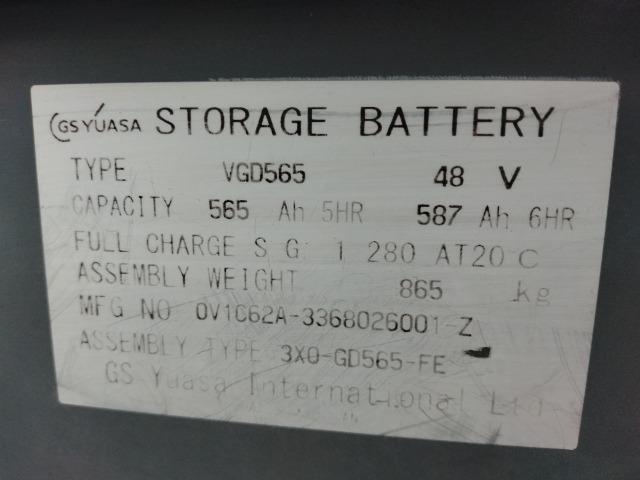 GS YUASA STORAGE BATTERY
TYPE VGD565 48 V
CAPACITY 565 Ah 5HR 587 Ah 6HR
FULL CHARGE S G 1 280 AT20 C
ASSEMBLY WEIGHT 865 kg
MFG NO 0V1C62A-3368026001-Z
ASSEMBLY TYPE 3X0-GD565-FE
GS Yuasa International Ltd